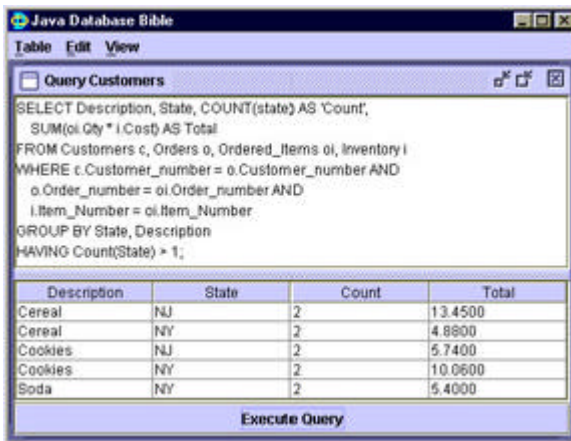 Java Database Bible
Table Edit View
Query Customers
SELECT Description, State, COUNT(state) AS 'Count',
SUM(oi.Qty * i.Cost) AS Total
FROM Customers c, Orders o, Ordered_Items oi, Inventory i
WHERE c.Customer_number = o.Customer_number AND
o.Order_number = oi.Order_number AND
i.Item_Number = oi.Item_Number
GROUP BY State, Description
HAVING Count(State) > 1;
Description State Count Total
Cereal NJ 2 13.4500
Cereal NY 2 4.8800
Cookies NJ 2 5.7400
Cookies NY 2 10.0600
Soda NY 2 5.4000
Execute Query